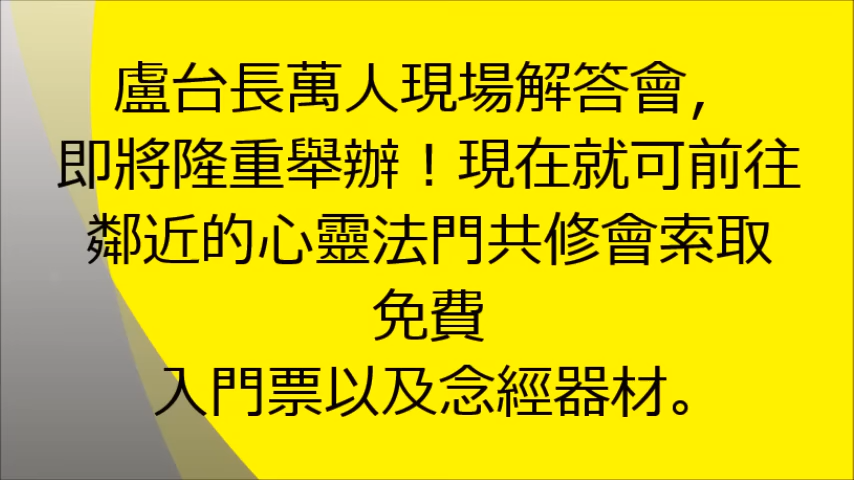 盧台長萬人現場解答會，
即將隆重舉辦！現在就可前往
鄰近的心靈法門共修會索取
免費
入門票以及念經器材。